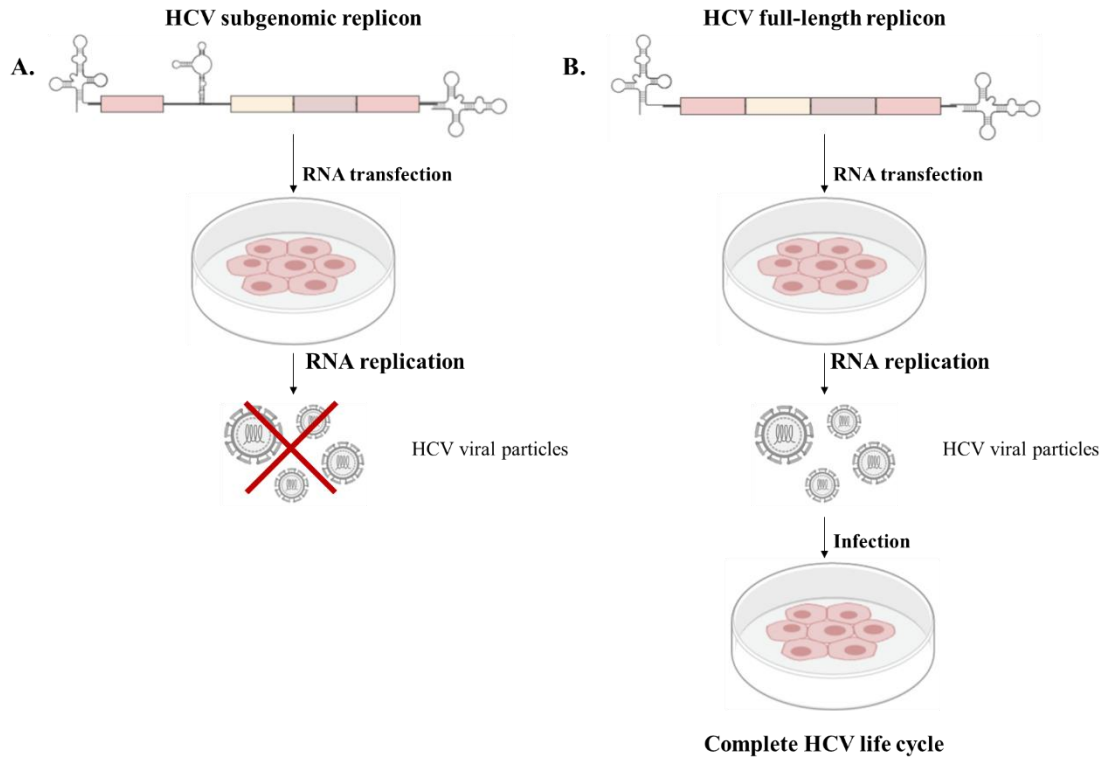 HCV subgenomic replicon
A.
RNA transfection
RNA replication
HCV viral particles
HCV full-length replicon
B.
RNA transfection
RNA replication
HCV viral particles
Infection
Complete HCV life cycle